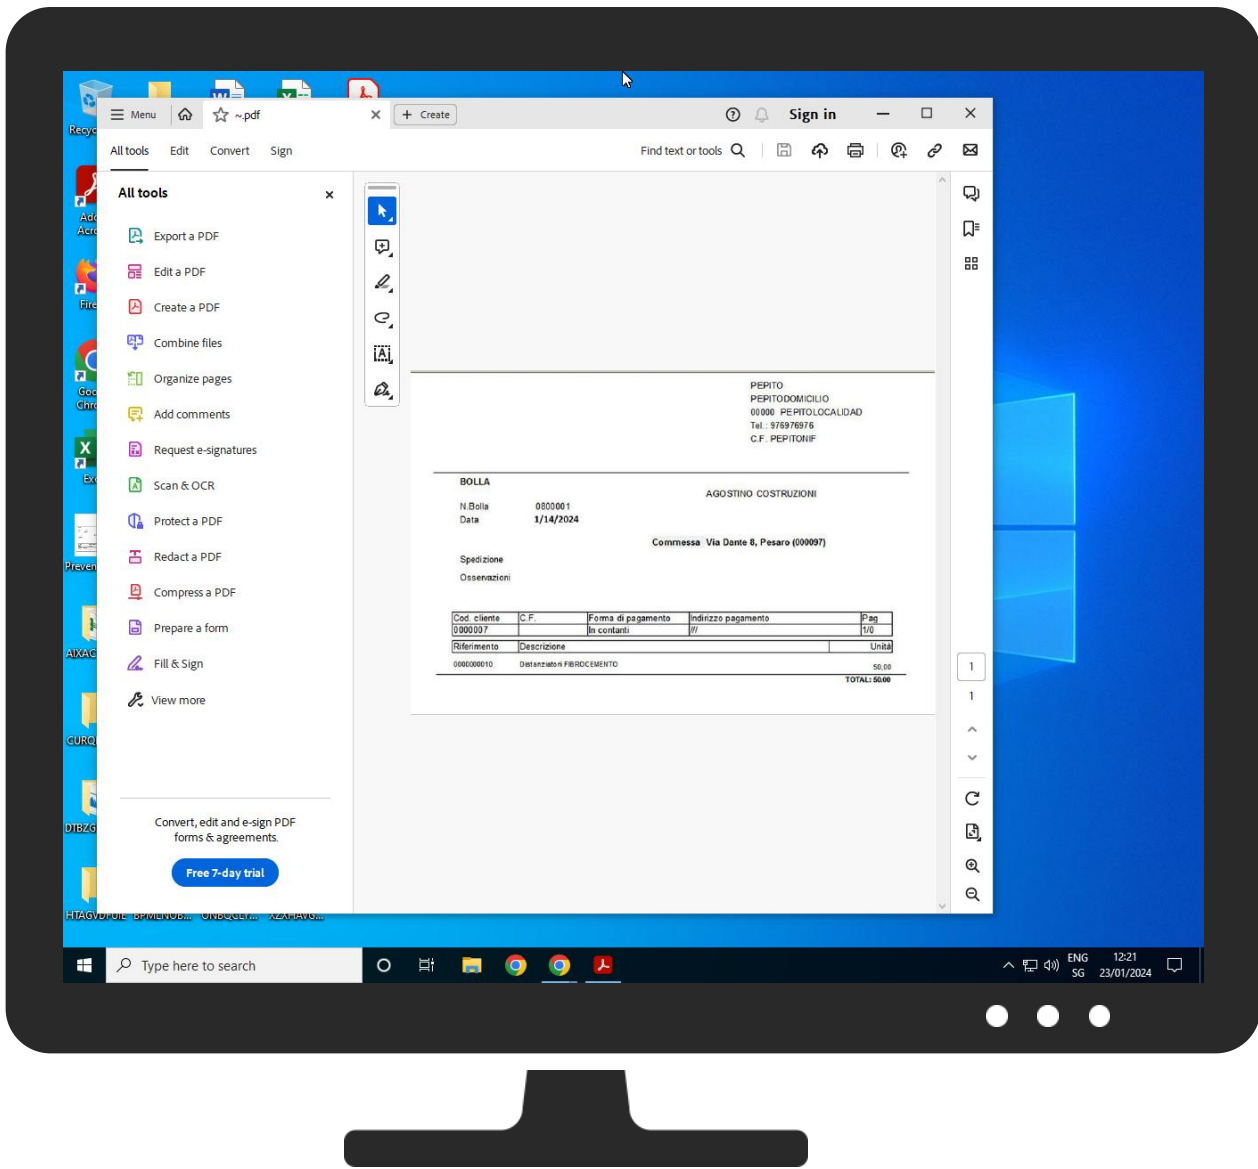 Menu
~.pdf
Create
Sign in
All tools
Edit
Convert
Sign
Find text or tools
All tools
Export a PDF
Edit a PDF
Create a PDF
Combine files
Organize pages
Add comments
Request e-signatures
Scan & OCR
Protect a PDF
Redact a PDF
Compress a PDF
Prepare a form
Fill & Sign
View more
Convert, edit and e-sign PDF
forms & agreements.
Free 7-day trial
PEPITO
PEPITODOMICILIO
00000 PEPITOLOCALIDAD
Tel.: 976976976
C.F. PEPITONIF
BOLLA
AGOSTINO COSTRUZIONI
N.Bolla 0800001
Data 1/14/2024
Commessa Via Dante 8, Pesaro (000097)
Spedizione
Osservazioni
Cod. cliente C.F. Forma di pagamento Indirizzo pagamento Pag
0000007 In contanti /// 1/0
Riferimento Descrizione Unità
0000000010 Distanziatori FIBROCEMENTO 50,00
TOTAL: 50.00
1
1
Type here to search
ENG
SG
12:21
23/01/2024